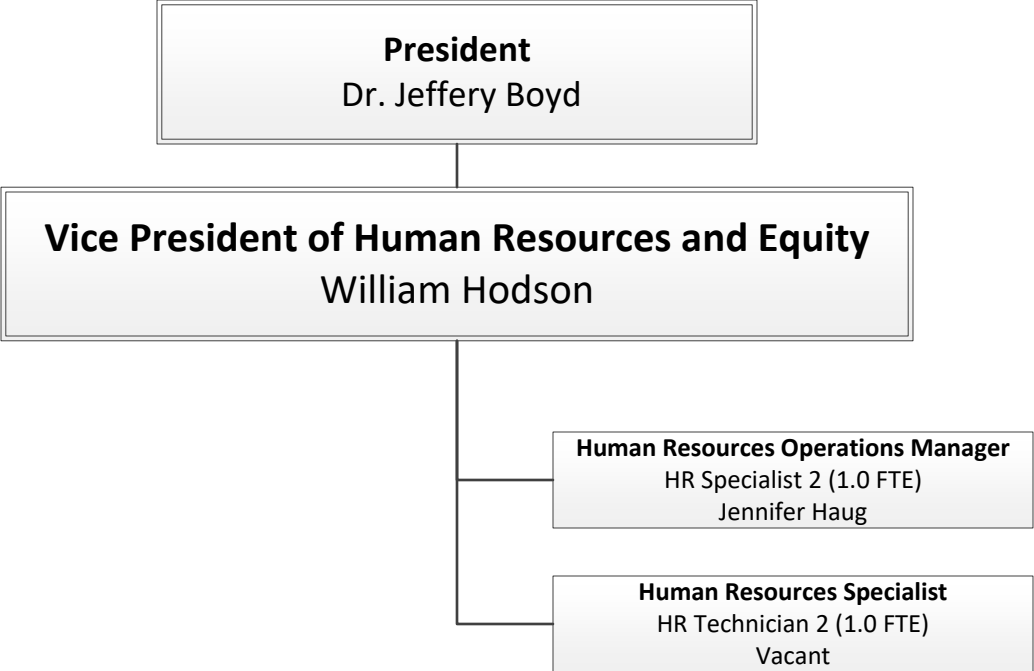 President
Dr. Jeffery Boyd
Vice President of Human Resources and Equity
William Hodson
Human Resources Operations Manager
HR Specialist 2 (1.0 FTE)
Jennifer Haug
Human Resources Specialist
HR Technician 2 (1.0 FTE)
Vacant